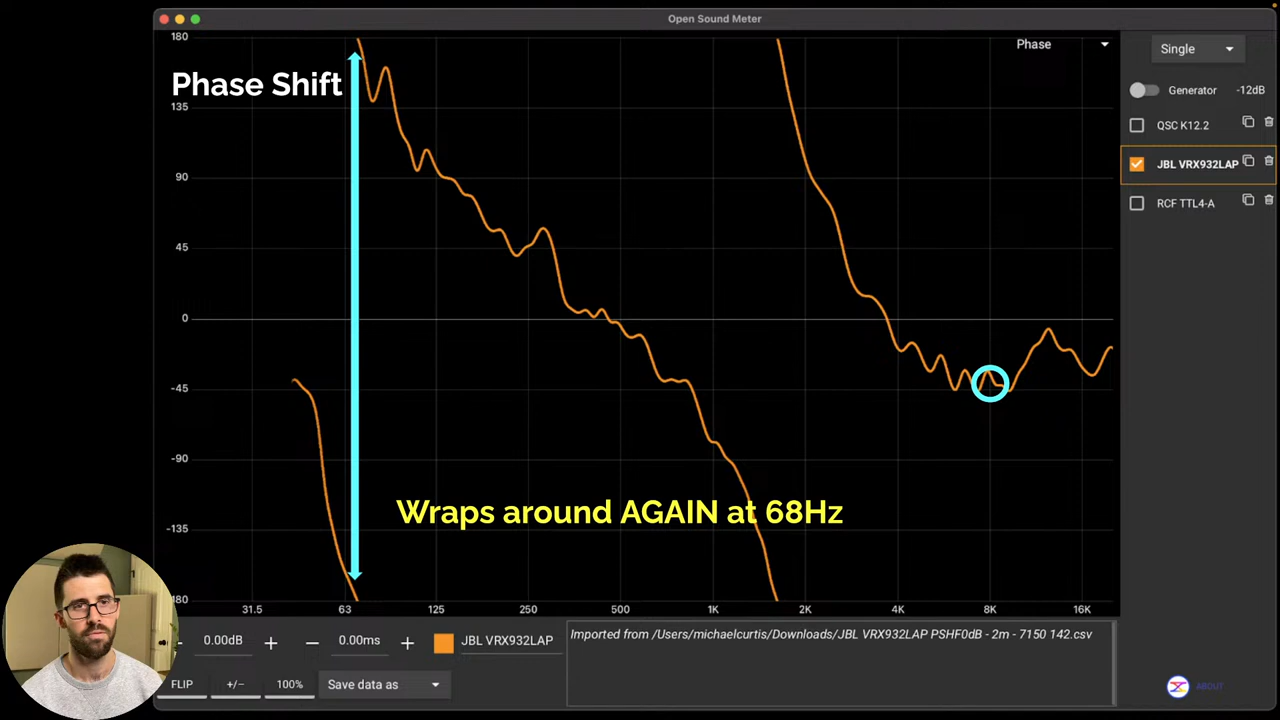 Open Sound Meter
180
Phase
Single
Phase Shift
Generator
-12dB
135
QSC K12.2
JBL VRX932LAP
90
RCF TTL4-A
45
0
-45
-90
Wraps around AGAIN at 68Hz
-135
180
31.5
63
125
250
500
1K
2K
4K
8K
16K
- 0.00dB +
- 0.00ms +
JBL VRX932LAP
Imported from /Users/michaelcurtis/Downloads/JBL VRX932LAP PSHF0dB - 2m - 7150 142.csv
FLIP
+/-
100%
Save data as
ABOUT